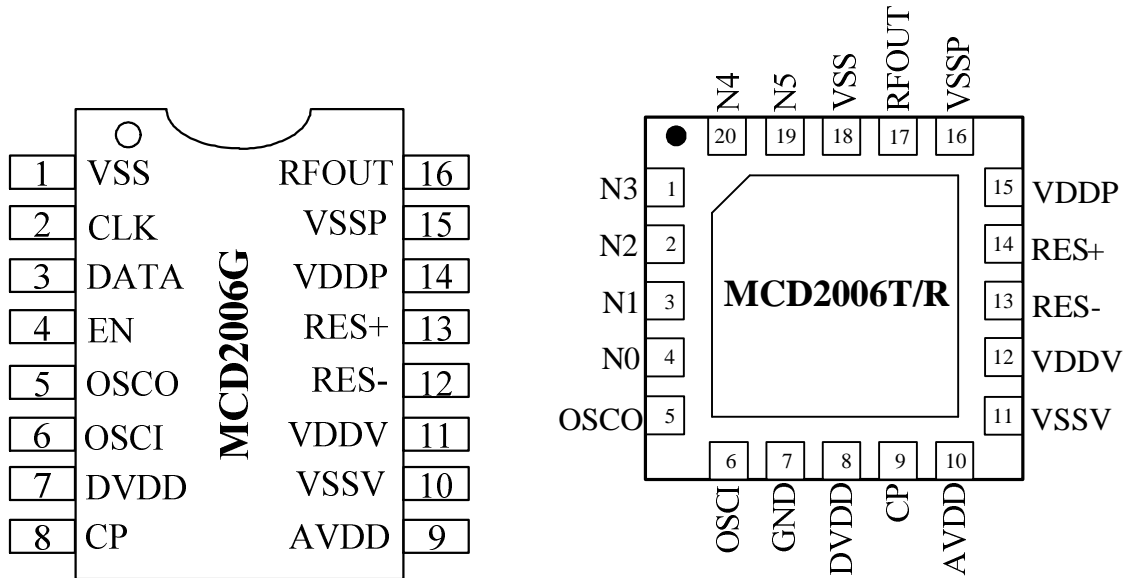 1 VSS RFOUT 16
2 CLK VSSP 15
3 DATA VDDP 14
4 EN RES+ 13
5 OSCO RES- 12
6 OSCI VDDV 11
7 DVDD VSSV 10
8 CP AVDD 9
MCD2006G
N4 N5 VSS RFOUT VSSP
20 19 18 17 16
N3 1 15 VDDP
N2 2 14 RES+
N1 3 13 RES-
MCD2006T/R
N0 4 12 VDDV
OSCO 5 11 VSSV
6 7 8 9 10
OSCI GND DVDD CP AVDD